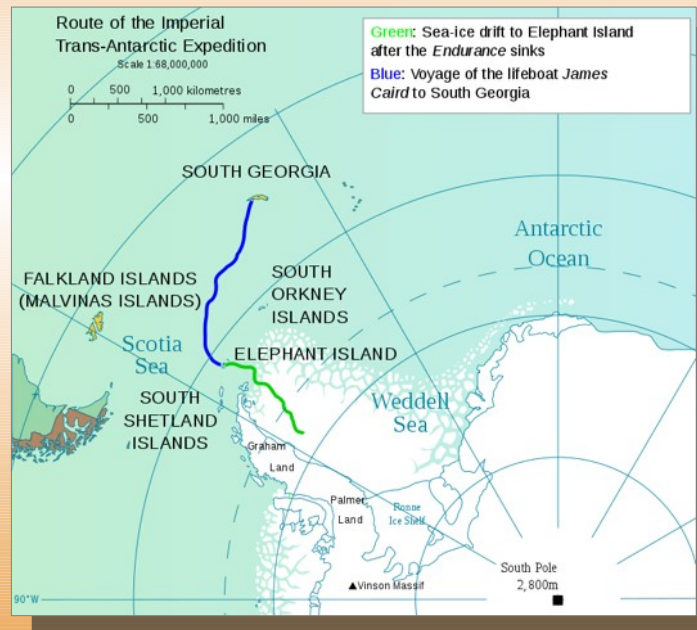 Route of the Imperial
Trans-Antarctic Expedition
Scale 1:68,000,000
0 500 1,000 kilometres
0 500 1,000 miles
Green: Sea-ice drift to Elephant Island
after the Endurance sinks
Blue: Voyage of the lifeboat James
Caird to South Georgia
SOUTH GEORGIA
Antarctic
Ocean
FALKLAND ISLANDS
(MALVINAS ISLANDS)
SOUTH
ORKNEY
ISLANDS
Scotia
Sea
ELEPHANT ISLAND
SOUTH
SHETLAND
ISLANDS
Weddell
Sea
Graham
Land
Palmer
Land
Ronne
Ice Shelf
South Pole
2,800m
Vinson Massif
90°W